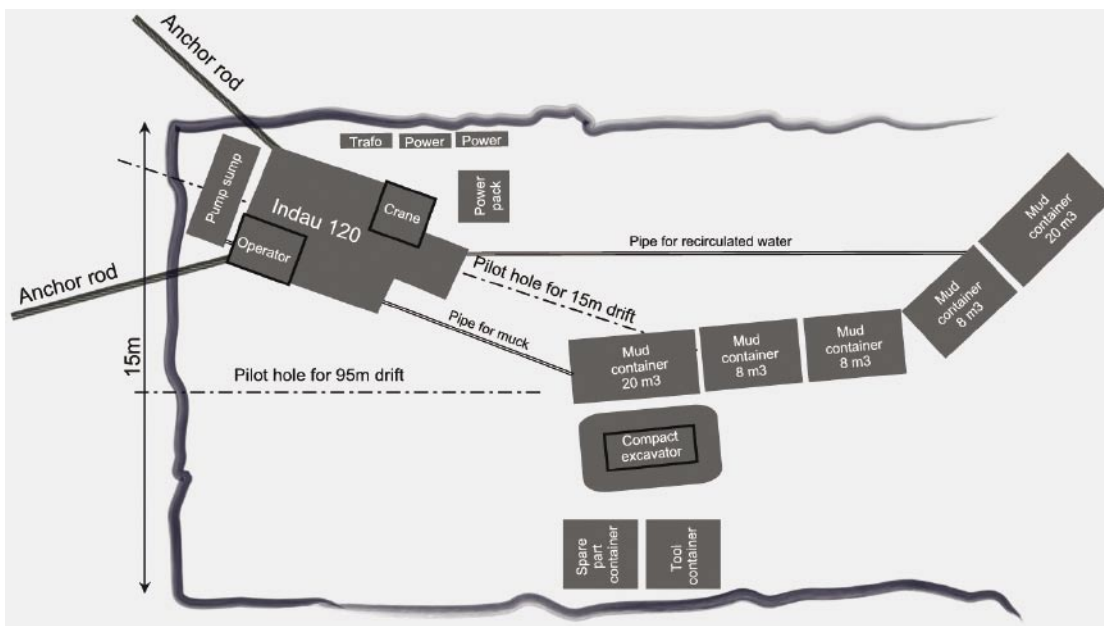 Anchor rod
Anchor rod
Trafo
Power
Power
Pump sump
Indau 120
Crane
Power
pack
Operator
15m
Pipe for recirculated water
Pilot hole for 15m drift
Pipe for muck
Pilot hole for 95m drift
Mud
container
20 m3
Mud
container
8 m3
Mud
container
8 m3
Mud
container
8 m3
Mud
container
20 m3
Compact
excavator
Spare
part
container
Tool
container